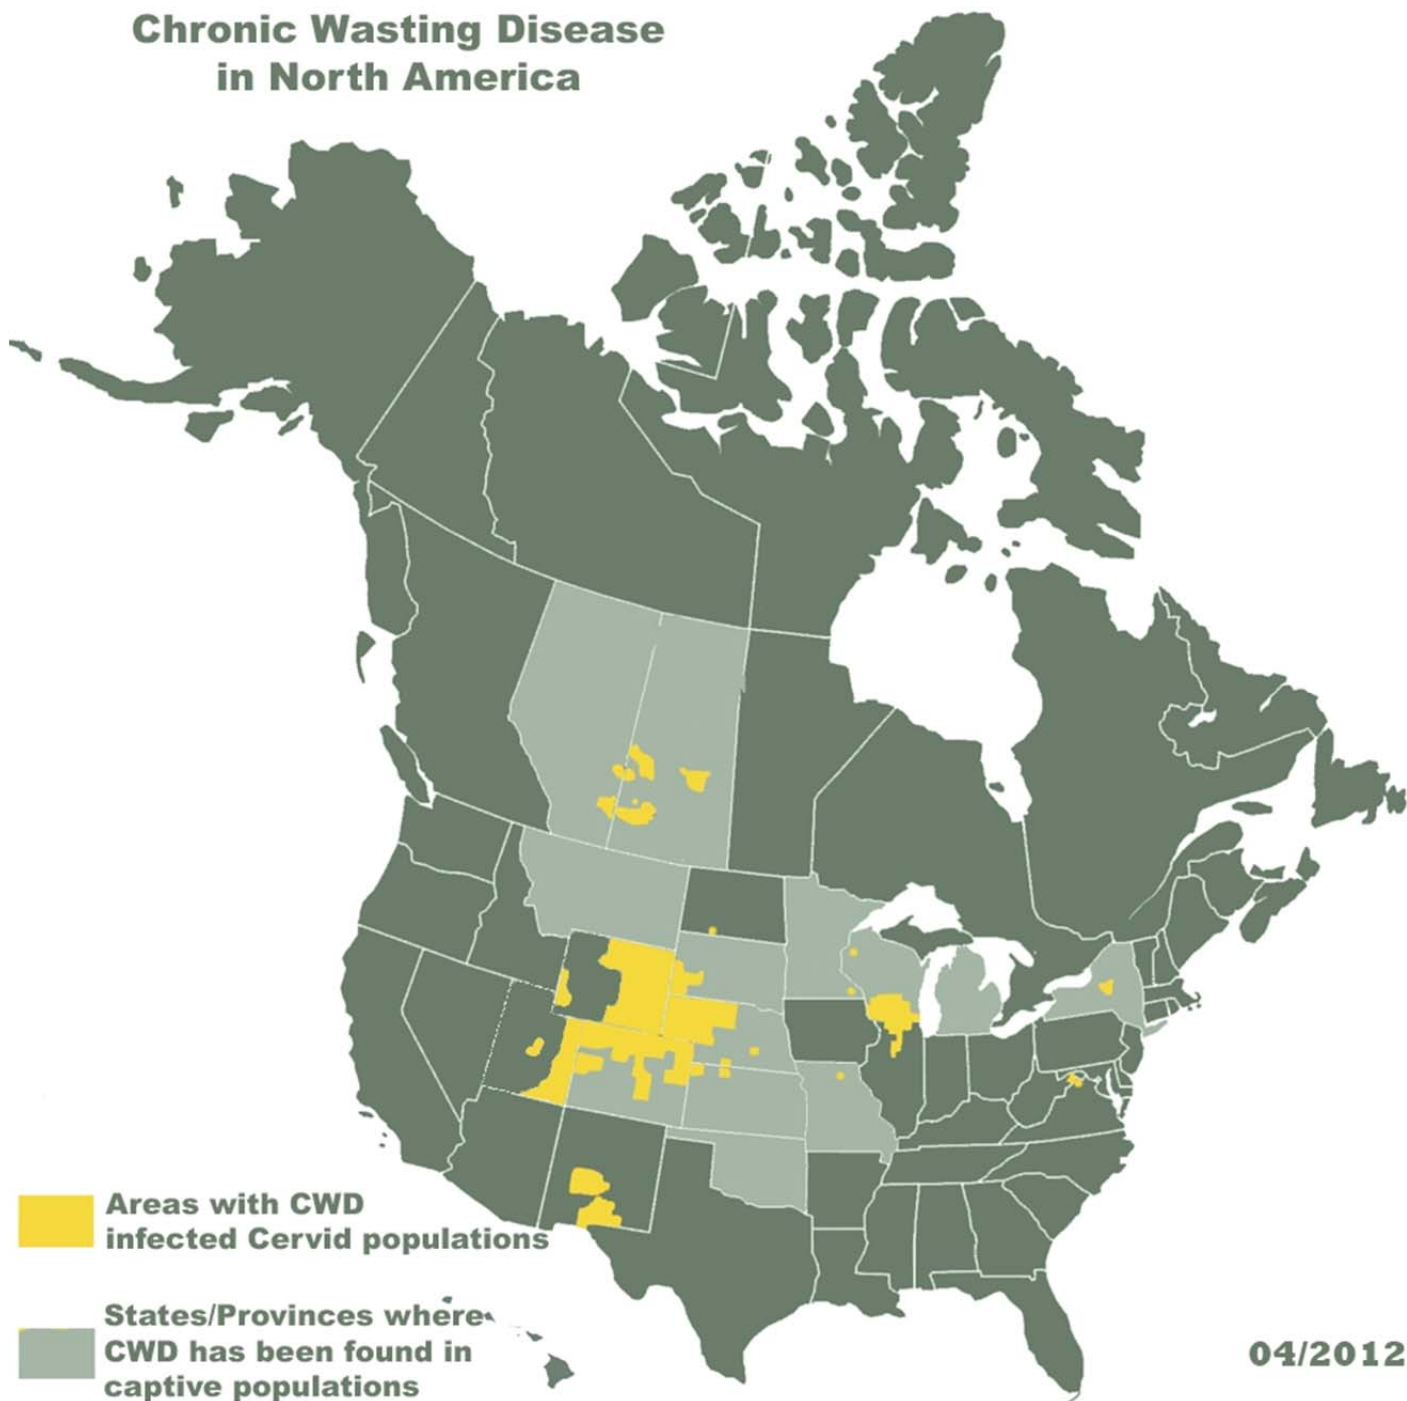 Chronic Wasting Disease
in North America
Areas with CWD
infected Cervid populations
States/Provinces where
CWD has been found in
captive populations
04/2012